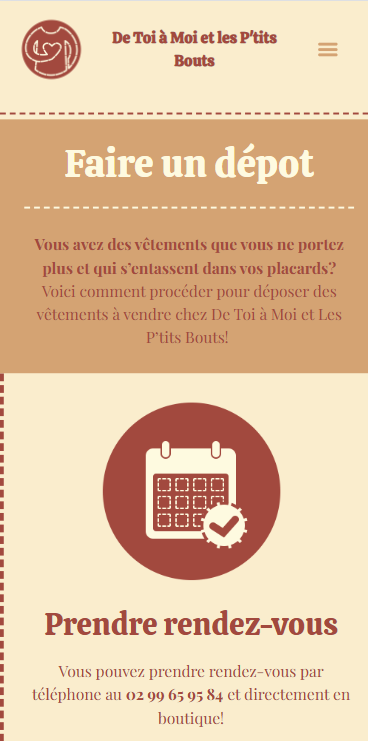 De Toi à Moi et les P'tits
Bouts
Faire un dépot
Vous avez des vêtements que vous ne portez
plus et qui s’entassent dans vos placards?
Voici comment procéder pour déposer des
vêtements à vendre chez De Toi à Moi et Les
P’tits Bouts!
Prendre rendez-vous
Vous pouvez prendre rendez-vous par
téléphone au 02 99 65 95 84 et directement en
boutique!